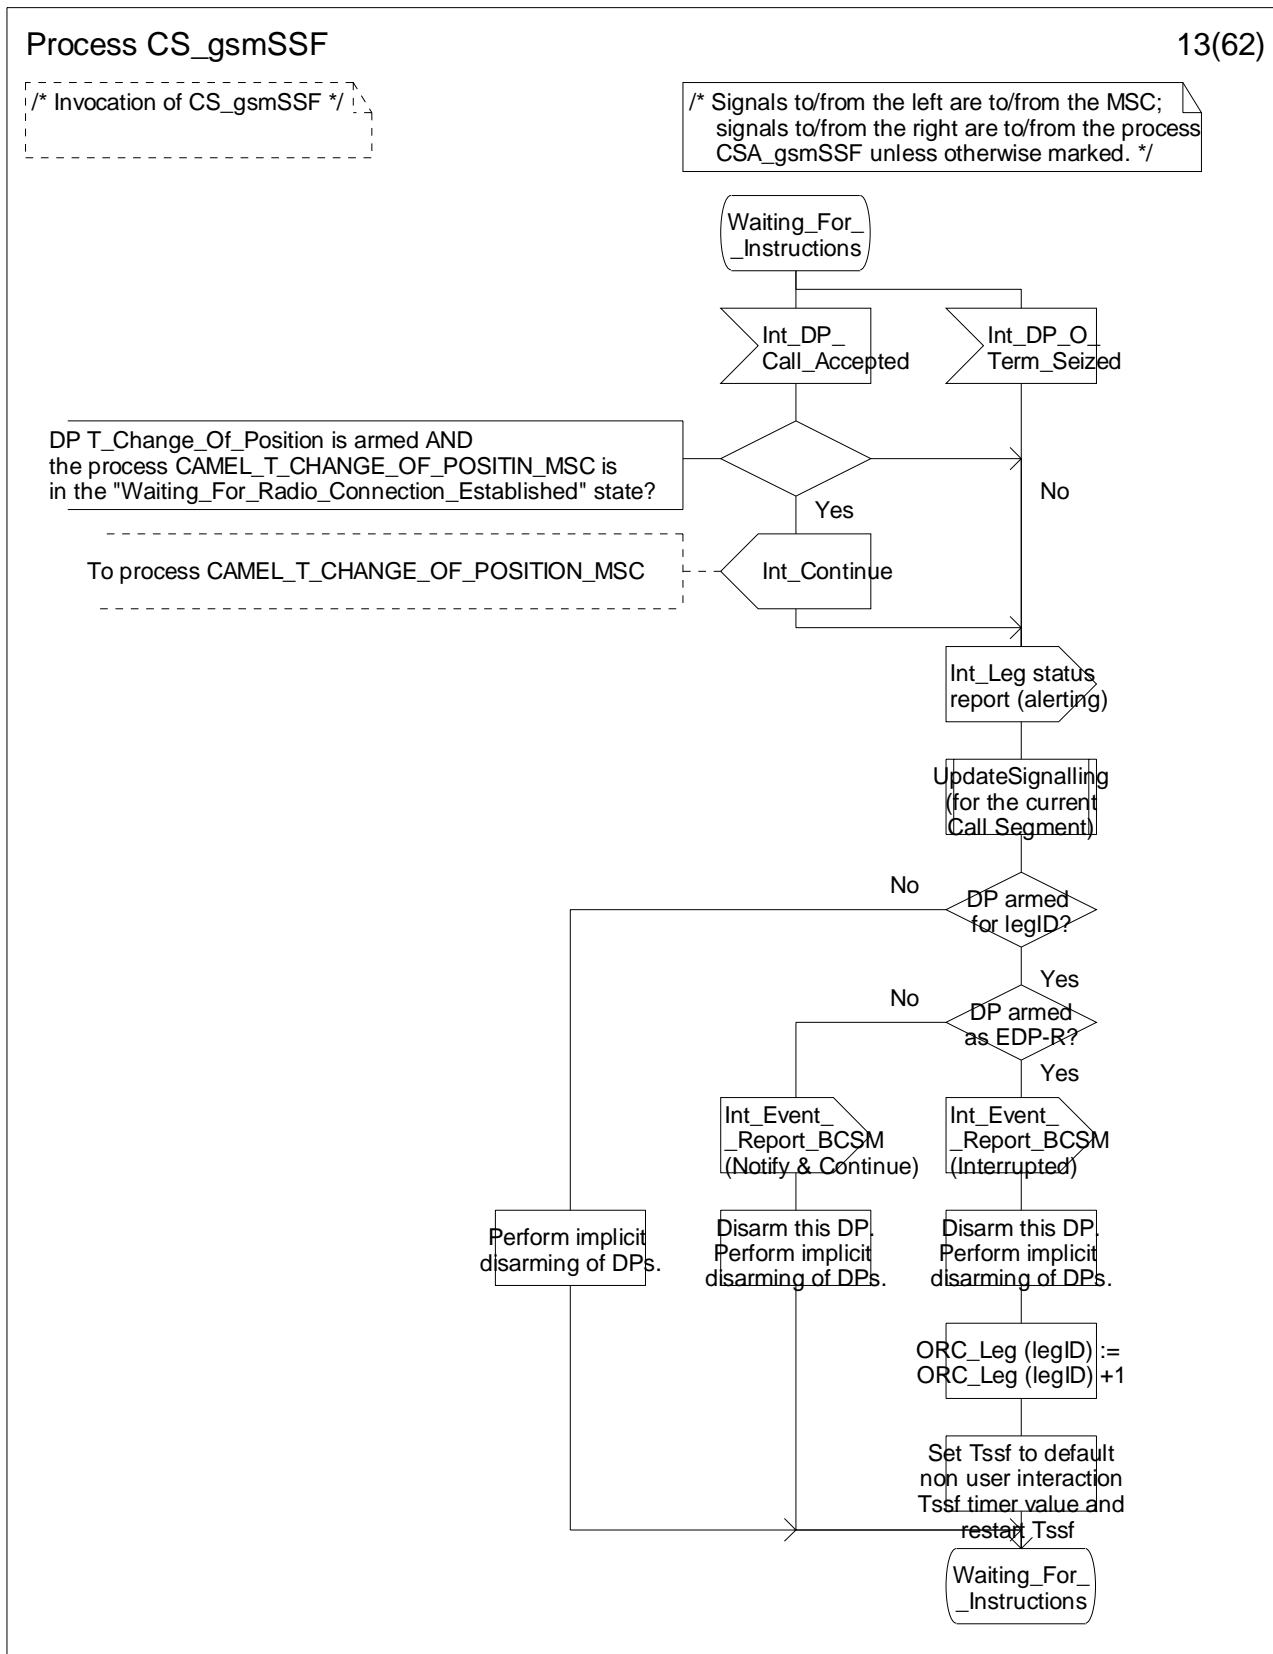 Process CS_gsmSSF
13(62)
/* Invocation of CS_gsmSSF */
/* Signals to/from the left are to/from the MSC;
signals to/from the right are to/from the process
CSA_gsmSSF unless otherwise marked. */
Waiting_For_
_Instructions
Int_DP_
Call_Accepted
Int_DP_O_
Term_Seized
DP T_Change_Of_Position is armed AND
the process CAMEL_T_CHANGE_OF_POSITIN_MSC is
in the "Waiting_For_Radio_Connection_Established" state?
No
Yes
To process CAMEL_T_CHANGE_OF_POSITION_MSC
Int_Continue
Int_Leg status
report (alerting)
UpdateSignalling
(for the current
Call Segment)
No
DP armed
for legID?
Yes
No
DP armed
as EDP-R?
Yes
Int_Event_
_Report_BCSM
(Notify & Continue)
Int_Event_
_Report_BCSM
(Interrupted)
Perform implicit
disarming of DPs.
Disarm this DP.
Perform implicit
disarming of DPs.
Disarm this DP.
Perform implicit
disarming of DPs.
ORC_Leg (legID) :=
ORC_Leg (legID) +1
Set Tssf to default
non user interaction
Tssf timer value and
restart Tssf
Waiting_For_
_Instructions